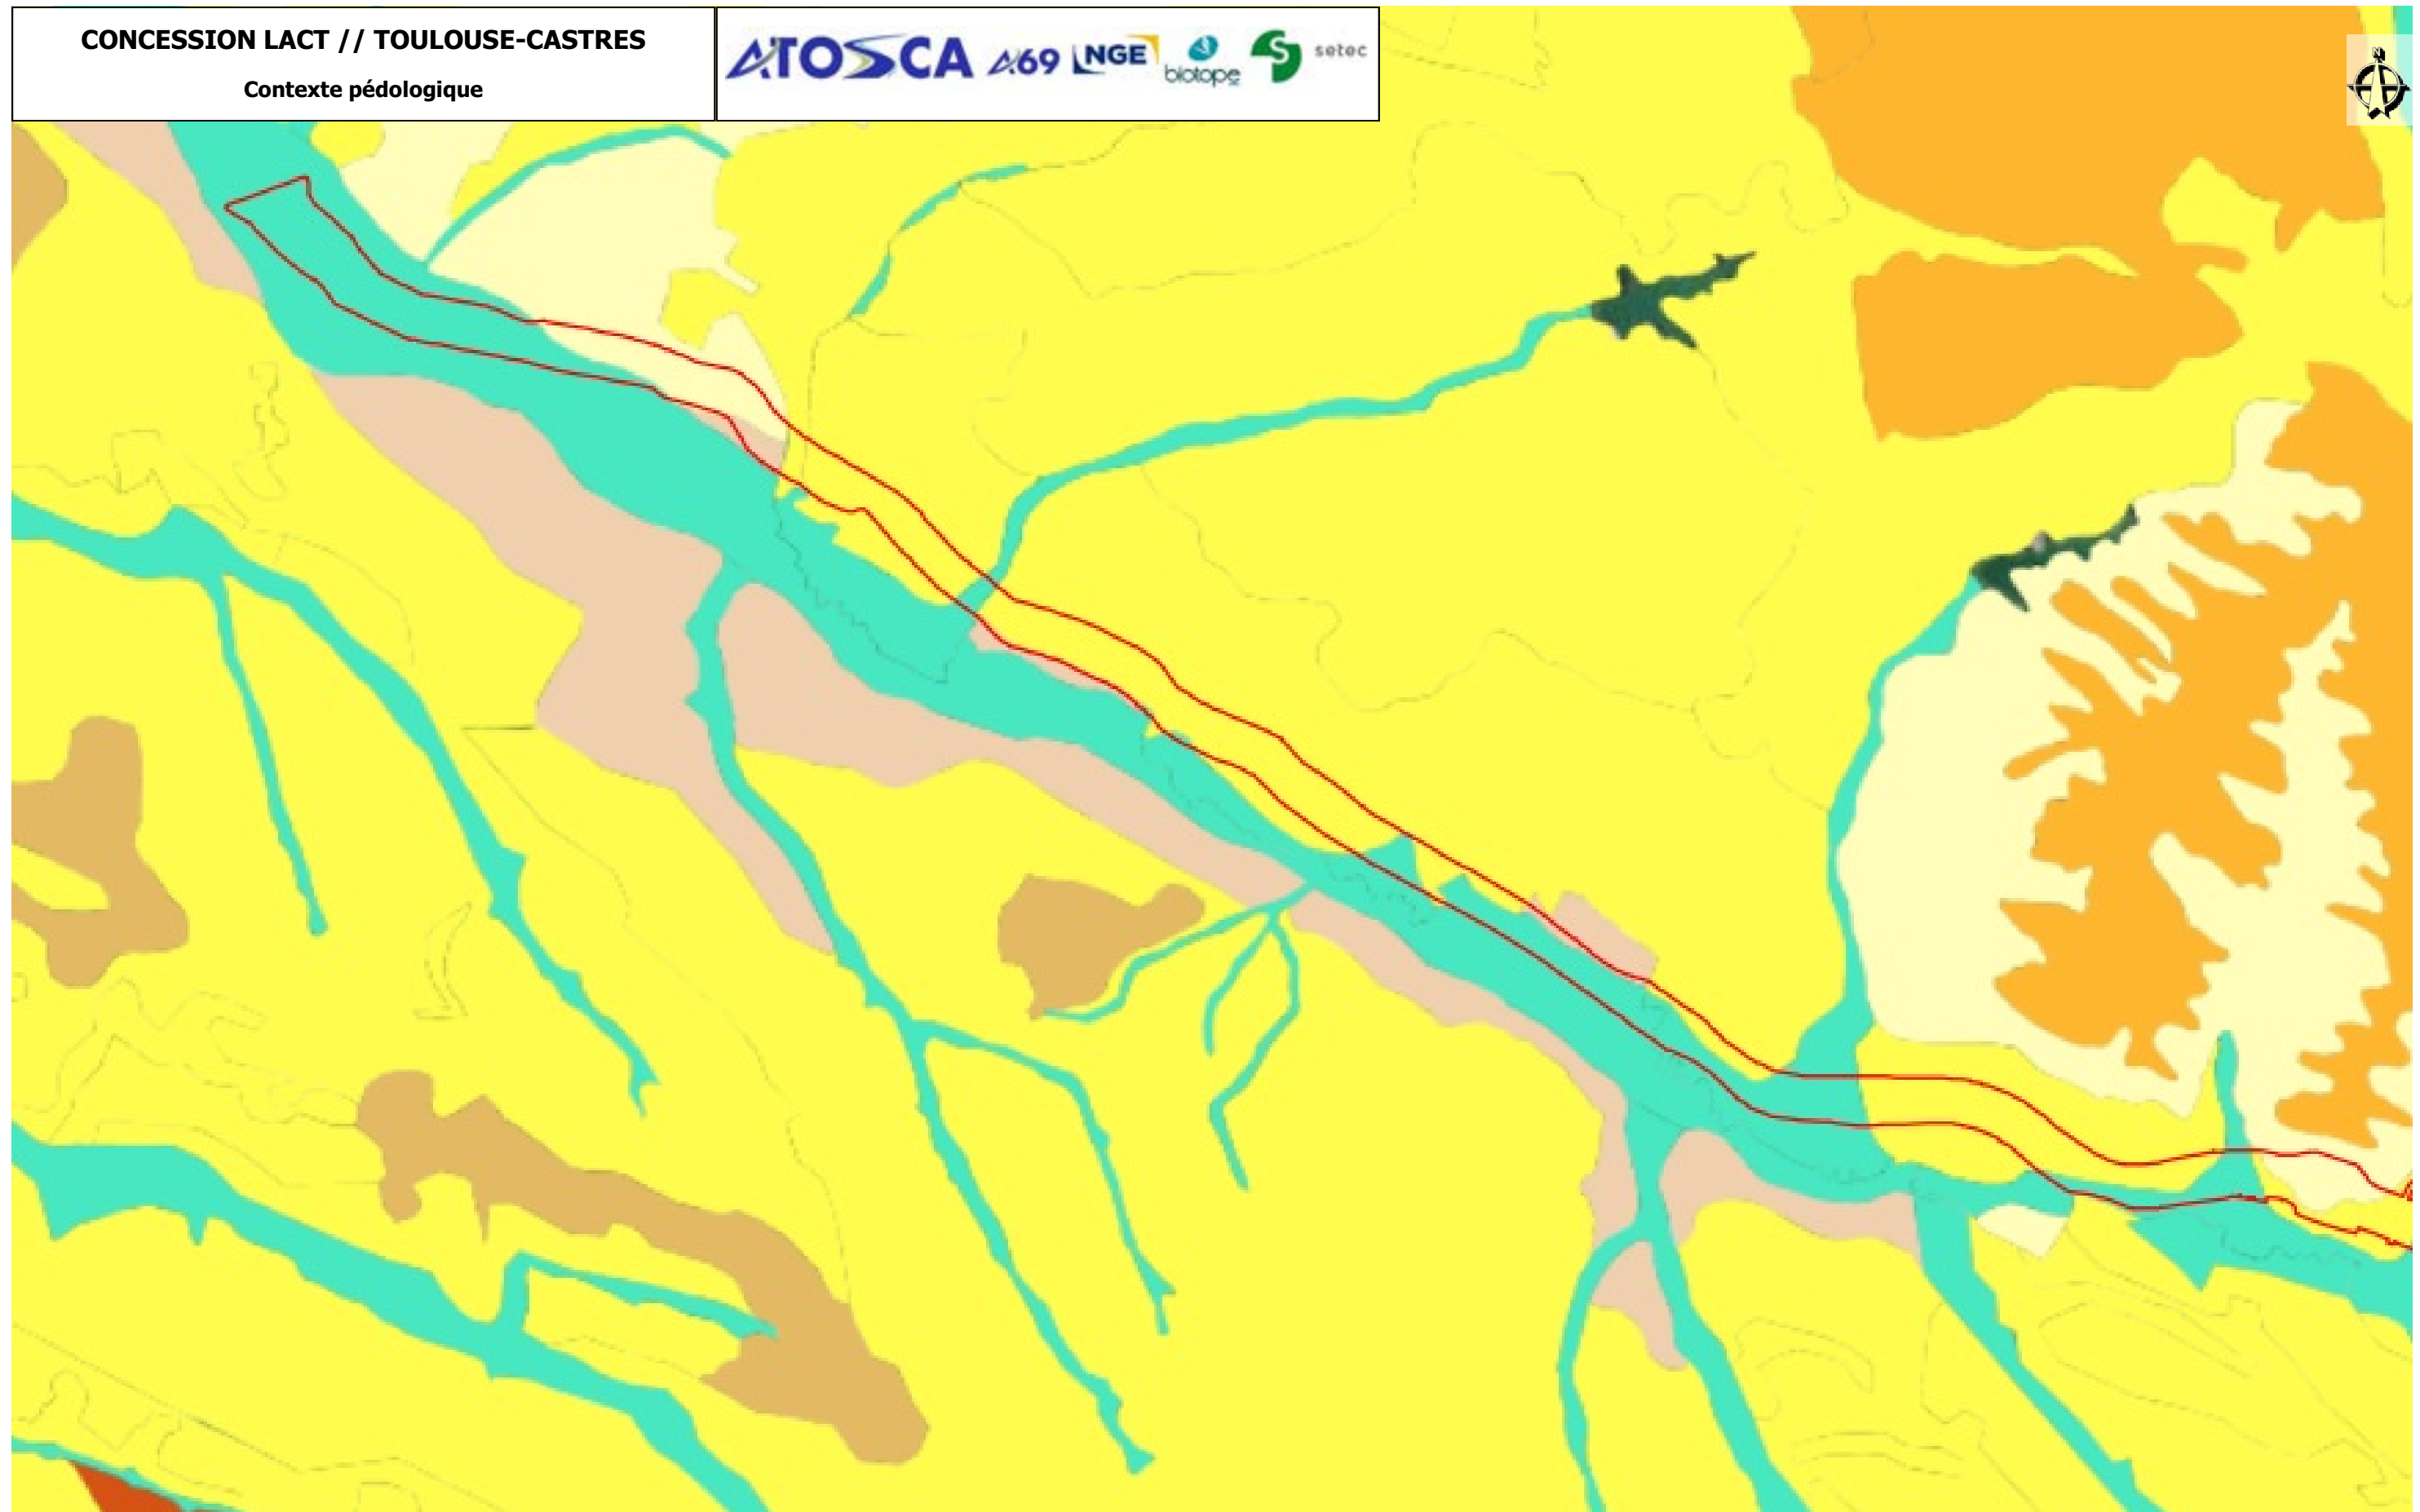 CONCESSION LACT // TOULOUSE-CASTRES
Contexte pédologique
ATOSCA A69 NGE biotope setec
N